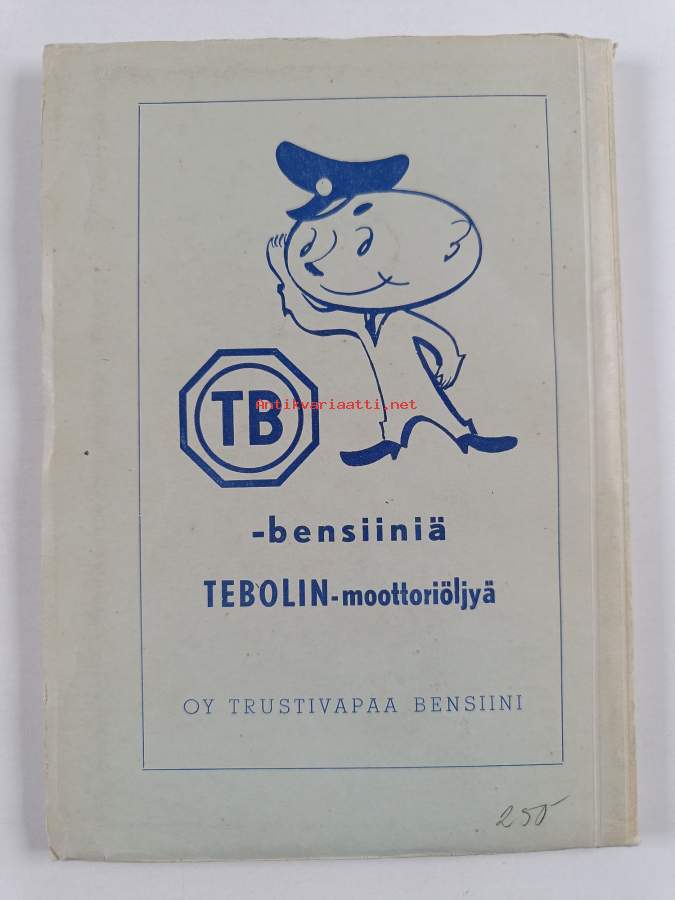 TB
Antikvariaatti.net
-bensiiniä
TEBOLIN-moottoriöljyä
OY TRUSTIVAPAA BENSIINI
250